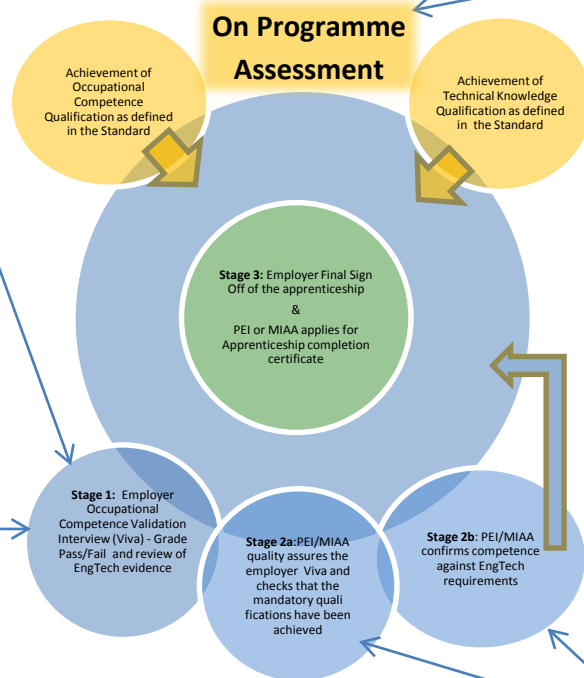 On Programme
Assessment
Achievement of
Occupational
Competence
Qualification as defined
in the Standard
Achievement of
Technical Knowledge
Qualification as defined
in the Standard
Stage 3: Employer Final Sign
Off of the apprenticeship
&
PEI or MIAA applies for
Apprenticeship completion
certificate
Stage 1: Employer
Occupational
Competence Validation
Interview (Viva) - Grade
Pass/Fail and review of
EngTech evidence
Stage 2a:PEI/MIAA
quality assures the
employer Viva and
checks that the
mandatory quali
fications have been
achieved
Stage 2b: PEI/MIAA
confirms competence
against EngTech
requirements